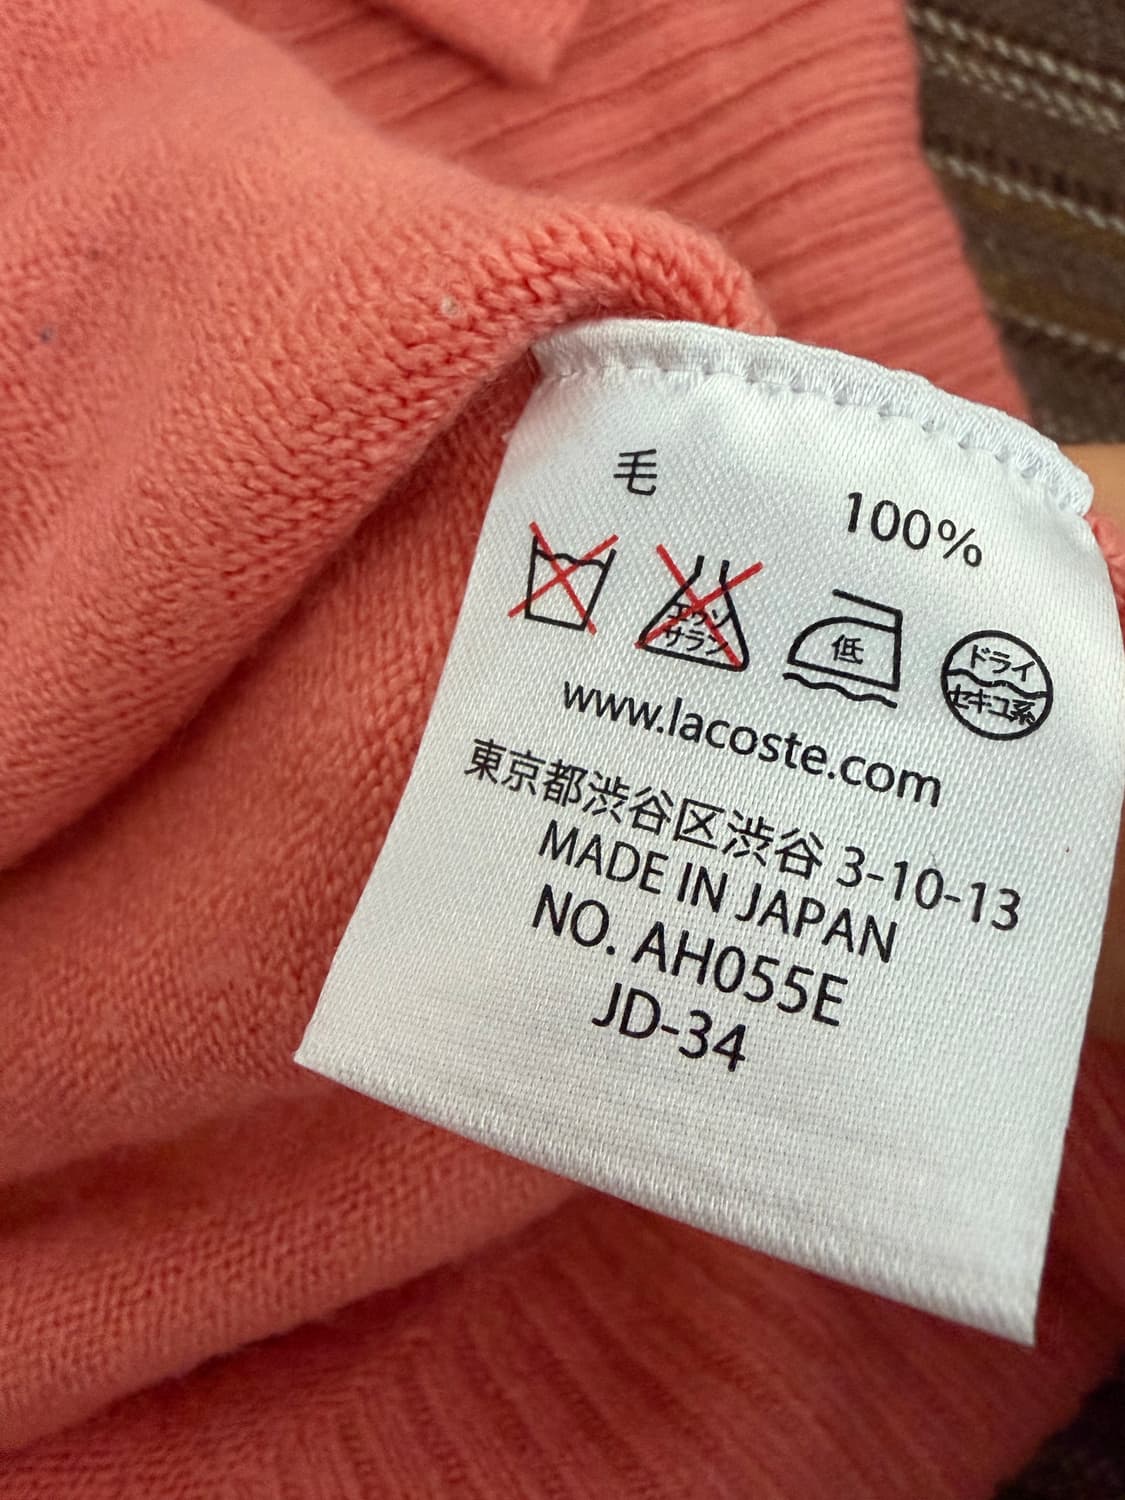 毛 100%
エンソ サラシ 低 ドライ セキユ系
www.lacoste.com
東京都渋谷区渋谷 3-10-13
MADE IN JAPAN
NO. AH055E
JD-34